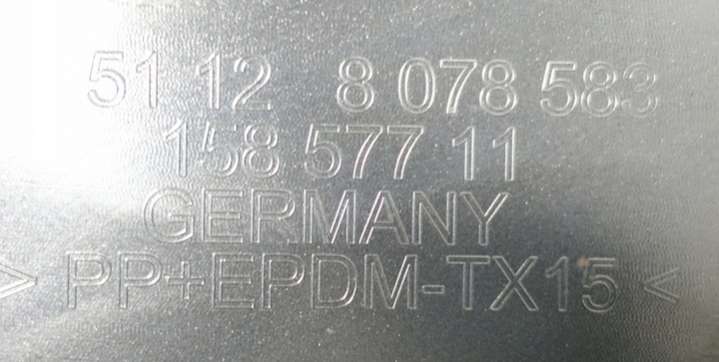 51 12 8 078 583
158 577 11
GERMANY
> PP+EPDM-TX15 <